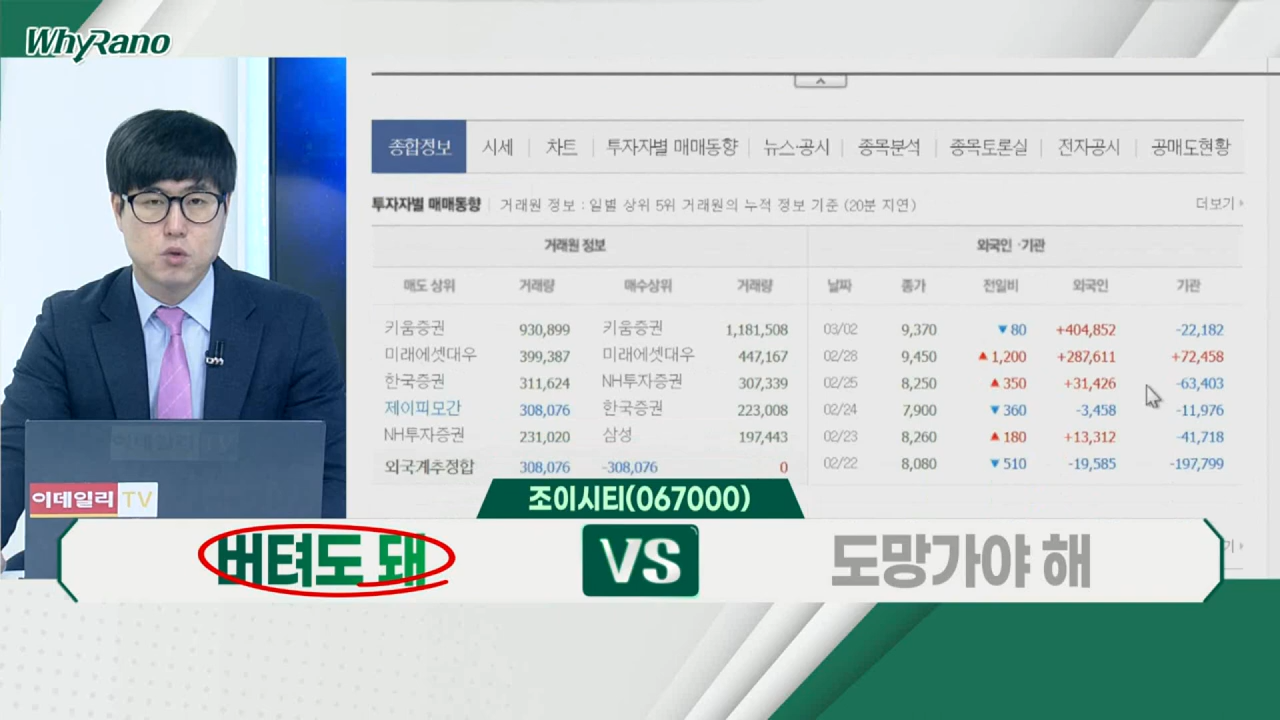 WhyRano
종합정보 시세 차트 투자자별 매매동향 뉴스·공시 종목분석 종목토론실 전자공시 공매도현황
투자자별 매매동향 거래원 정보 : 일별 상위 5위 거래원의 누적 정보 기준 (20분 지연) 더보기
거래원 정보 외국인·기관
매도 상위 거래량 매수상위 거래량 날짜 종가 전일비 외국인 기관
키움증권 930,899 키움증권 1,181,508 03/02 9,370 ▼80 +404,852 -22,182
미래에셋대우 399,387 미래에셋대우 447,167 02/28 9,450 ▲1,200 +287,611 +72,458
한국증권 311,624 NH투자증권 307,339 02/25 8,250 ▲350 +31,426 -63,403
제이피모간 308,076 한국증권 223,008 02/24 7,900 ▼360 -3,458 -11,976
NH투자증권 231,020 삼성 197,443 02/23 8,260 ▲180 +13,312 -41,718
외국계추정합 308,076 -308,076 0 02/22 8,080 ▼510 -19,585 -197,799
이데일리TV
이데일리TV
조이시티(067000)
버텨도 돼 VS 도망가야 해